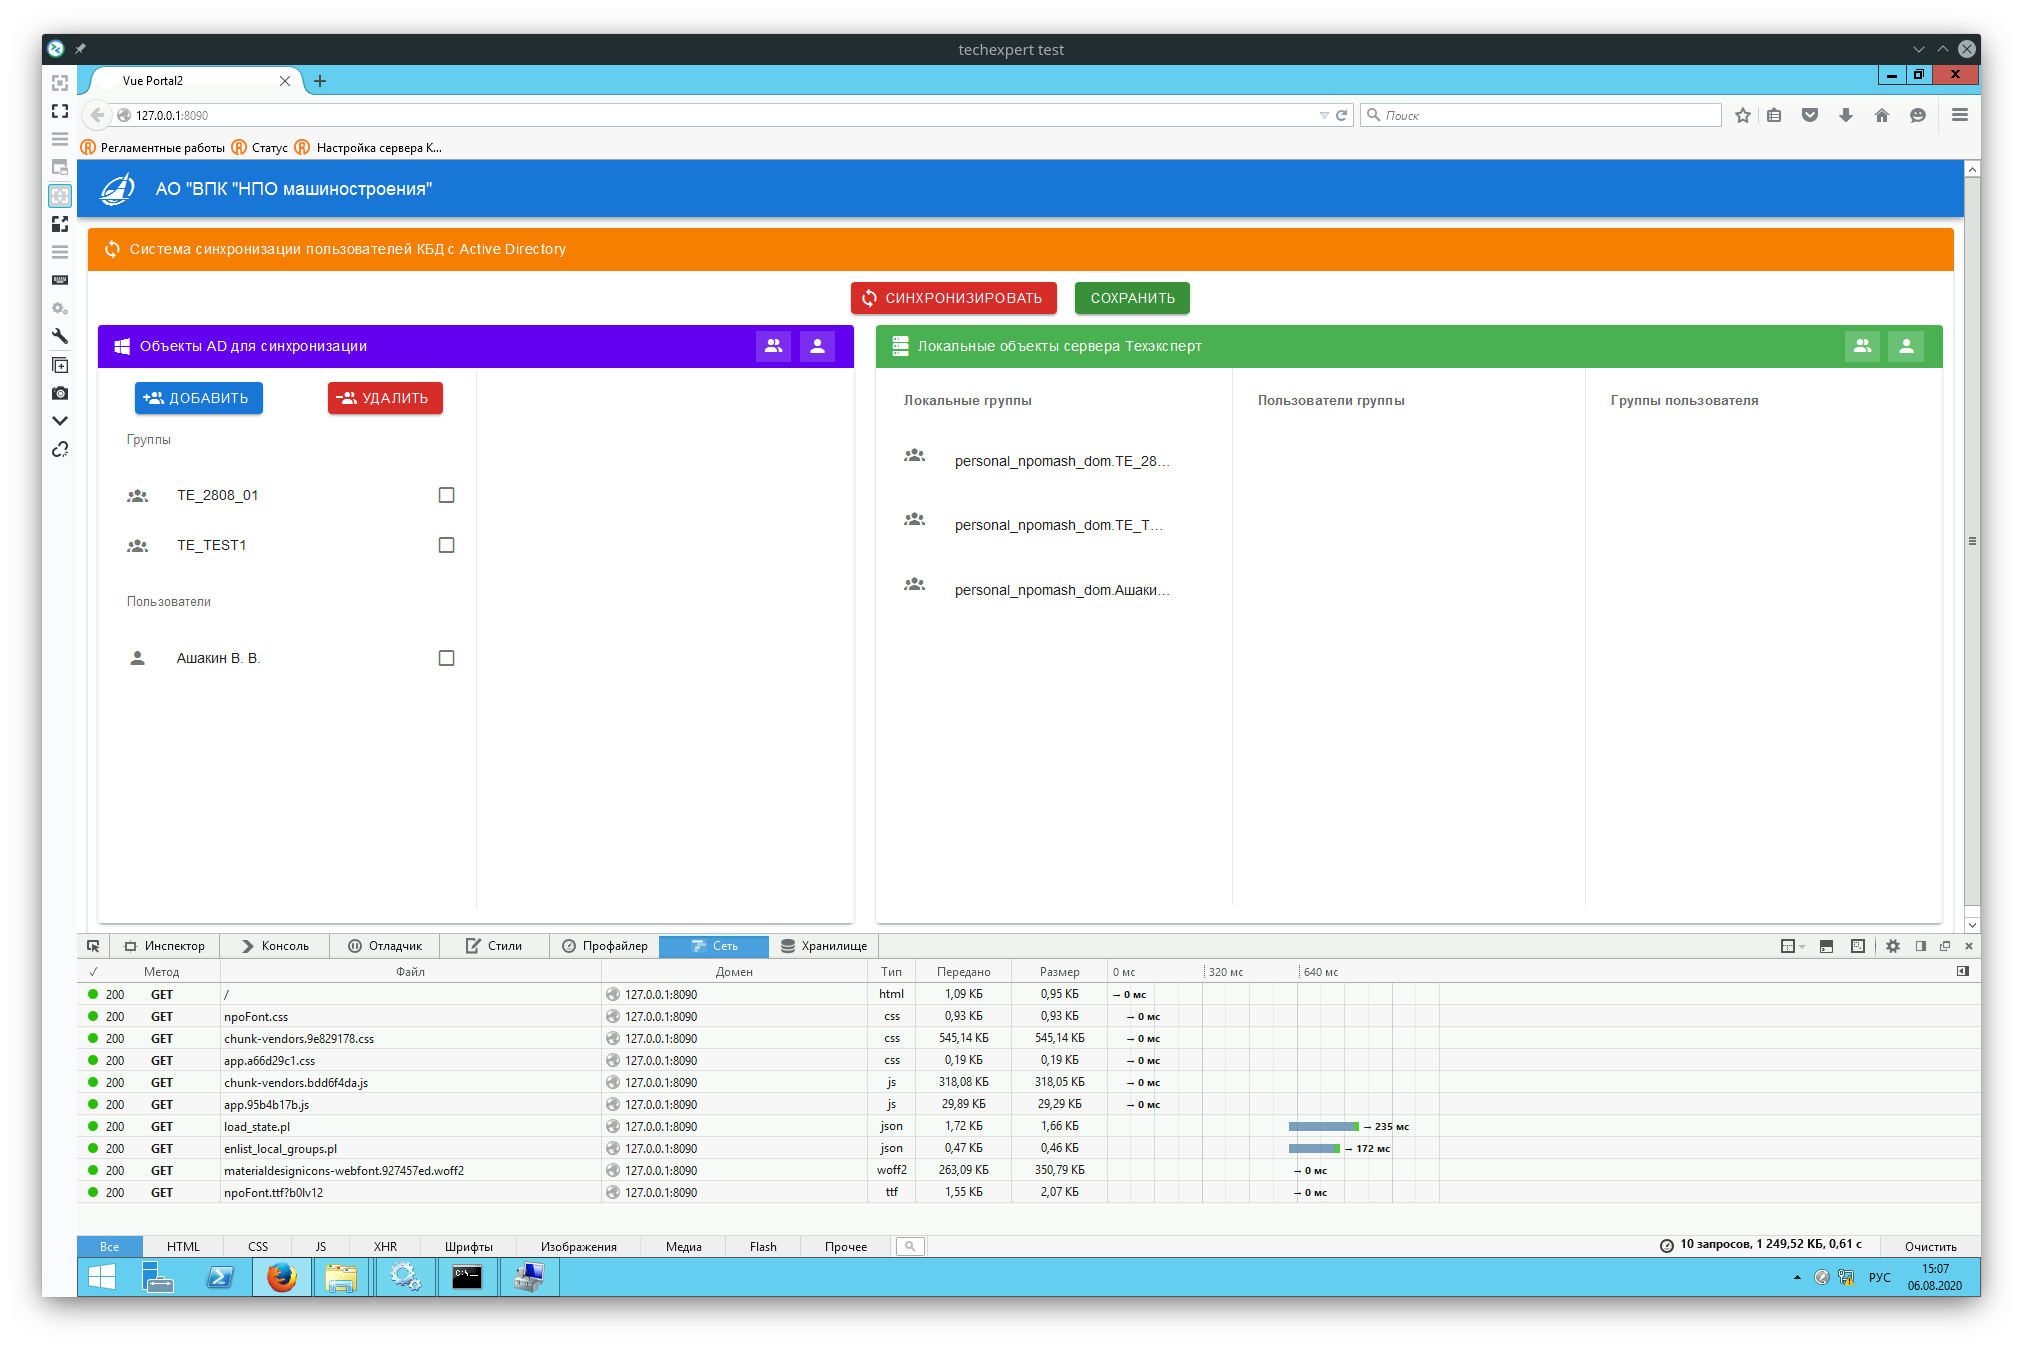 techexpert test
Vue Portal2
127.0.0.1:8090
Поиск
Регламентные работы Статус Настройка сервера К...
АО "ВПК "НПО машиностроения"
Система синхронизации пользователей КБД с Active Directory
СИНХРОНИЗИРОВАТЬ СОХРАНИТЬ
Объекты AD для синхронизации
ДОБАВИТЬ УДАЛИТЬ
Группы
TE_2808_01
TE_TEST1
Пользователи
Ашакин В. В.
Локальные объекты сервера Техэксперт
Локальные группы Пользователи группы Группы пользователя
personal_npomash_dom.TE_28...
personal_npomash_dom.TE_T...
personal_npomash_dom.Ашаки...
Инспектор Консоль Отладчик Стили Профайлер Сеть Хранилище
✓ Метод Файл Домен Тип Передано Размер 0 мс 320 мс 640 мс
200 GET / 127.0.0.1:8090 html 1,09 КБ 0,95 КБ → 0 мс
200 GET npoFont.css 127.0.0.1:8090 css 0,93 КБ 0,93 КБ → 0 мс
200 GET chunk-vendors.9e829178.css 127.0.0.1:8090 css 545,14 КБ 545,14 КБ → 0 мс
200 GET app.a66d29c1.css 127.0.0.1:8090 css 0,19 КБ 0,19 КБ → 0 мс
200 GET chunk-vendors.bdd6f4da.js 127.0.0.1:8090 js 318,08 КБ 318,05 КБ → 0 мс
200 GET app.95b4b17b.js 127.0.0.1:8090 js 29,89 КБ 29,29 КБ → 0 мс
200 GET load_state.pl 127.0.0.1:8090 json 1,72 КБ 1,66 КБ → 235 мс
200 GET enlist_local_groups.pl 127.0.0.1:8090 json 0,47 КБ 0,46 КБ → 172 мс
200 GET materialdesignicons-webfont.927457ed.woff2 127.0.0.1:8090 woff2 263,09 КБ 350,79 КБ → 0 мс
200 GET npoFont.ttf?b0lv12 127.0.0.1:8090 ttf 1,55 КБ 2,07 КБ → 0 мс
Все HTML CSS JS XHR Шрифты Изображения Медиа Flash Прочее 10 запросов, 1 249,52 КБ, 0,61 с Очистить
РУС 15:07
06.08.2020